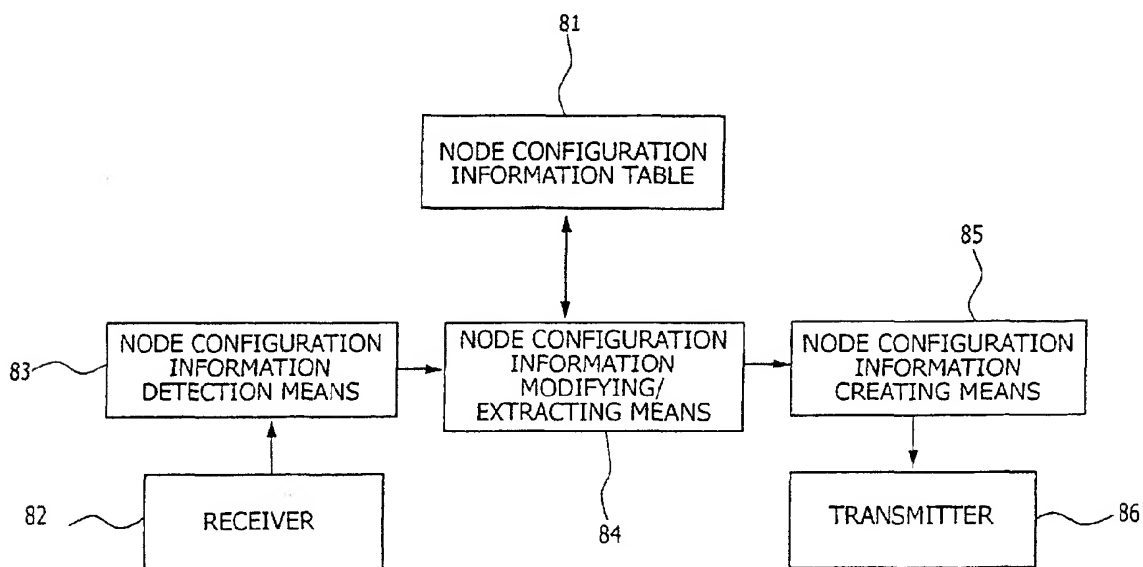 81
NODE CONFIGURATION
INFORMATION TABLE
85
83
NODE CONFIGURATION
INFORMATION
DETECTION MEANS
NODE CONFIGURATION
INFORMATION
MODIFYING/
EXTRACTING MEANS
NODE CONFIGURATION
INFORMATION
CREATING MEANS
82
RECEIVER
84
TRANSMITTER
86